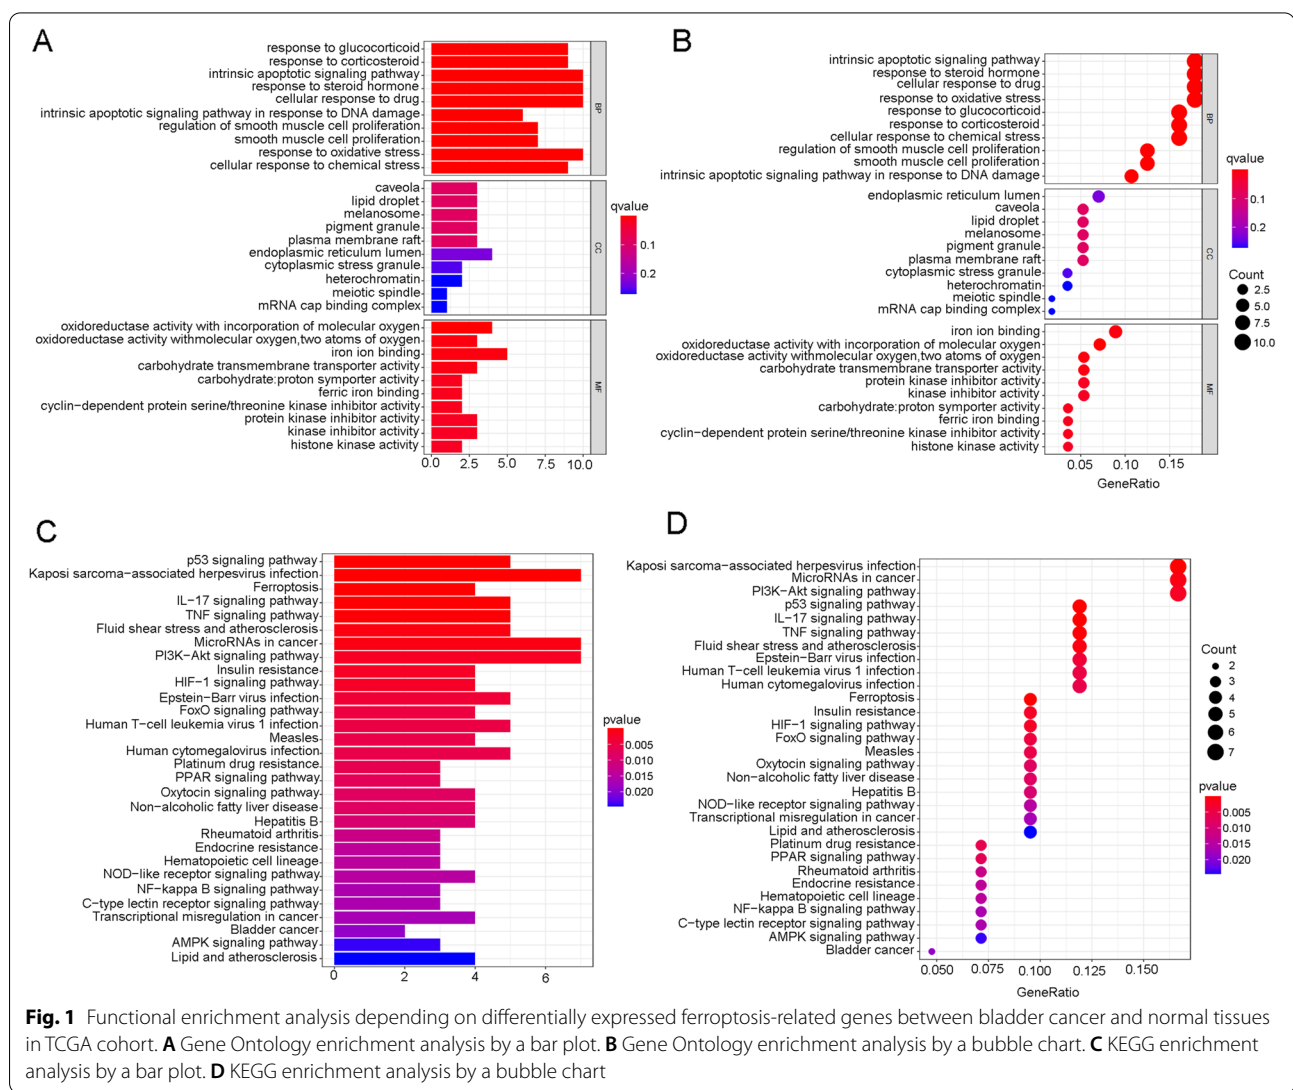 A
response to glucocorticoid
response to corticosteroid
intrinsic apoptotic signaling pathway
response to steroid hormone
cellular response to drug
intrinsic apoptotic signaling pathway in response to DNA damage
regulation of smooth muscle cell proliferation
smooth muscle cell proliferation
response to oxidative stress
cellular response to chemical stress
BP
caveola
lipid droplet
melanosome
pigment granule
plasma membrane raft
endoplasmic reticulum lumen
cytoplasmic stress granule
heterochromatin
meiotic spindle
mRNA cap binding complex
CC
oxidoreductase activity with incorporation of molecular oxygen
oxidoreductase activity withmolecular oxygen,two atoms of oxygen
iron ion binding
carbohydrate transmembrane transporter activity
carbohydrate:proton symporter activity
ferric iron binding
cyclin−dependent protein serine/threonine kinase inhibitor activity
protein kinase inhibitor activity
kinase inhibitor activity
histone kinase activity
MF
0.0 2.5 5.0 7.5 10.0
qvalue
0.1
0.2
B
intrinsic apoptotic signaling pathway
response to steroid hormone
cellular response to drug
response to oxidative stress
response to glucocorticoid
response to corticosteroid
cellular response to chemical stress
regulation of smooth muscle cell proliferation
smooth muscle cell proliferation
intrinsic apoptotic signaling pathway in response to DNA damage
BP
endoplasmic reticulum lumen
caveola
lipid droplet
melanosome
pigment granule
plasma membrane raft
cytoplasmic stress granule
heterochromatin
meiotic spindle
mRNA cap binding complex
CC
iron ion binding
oxidoreductase activity with incorporation of molecular oxygen
oxidoreductase activity withmolecular oxygen,two atoms of oxygen
carbohydrate transmembrane transporter activity
protein kinase inhibitor activity
kinase inhibitor activity
carbohydrate:proton symporter activity
ferric iron binding
cyclin−dependent protein serine/threonine kinase inhibitor activity
histone kinase activity
MF
0.05 0.10 0.15
GeneRatio
qvalue
0.1
0.2
Count
2.5
5.0
7.5
10.0
C
p53 signaling pathway
Kaposi sarcoma−associated herpesvirus infection
Ferroptosis
IL−17 signaling pathway
TNF signaling pathway
Fluid shear stress and atherosclerosis
MicroRNAs in cancer
PI3K−Akt signaling pathway
Insulin resistance
HIF−1 signaling pathway
Epstein−Barr virus infection
FoxO signaling pathway
Human T−cell leukemia virus 1 infection
Measles
Human cytomegalovirus infection
Platinum drug resistance
PPAR signaling pathway
Oxytocin signaling pathway
Non−alcoholic fatty liver disease
Hepatitis B
Rheumatoid arthritis
Endocrine resistance
Hematopoietic cell lineage
NOD−like receptor signaling pathway
NF−kappa B signaling pathway
C−type lectin receptor signaling pathway
Transcriptional misregulation in cancer
Bladder cancer
AMPK signaling pathway
Lipid and atherosclerosis
0 2 4 6
pvalue
0.005
0.010
0.015
0.020
D
Kaposi sarcoma−associated herpesvirus infection
MicroRNAs in cancer
PI3K−Akt signaling pathway
p53 signaling pathway
IL−17 signaling pathway
TNF signaling pathway
Fluid shear stress and atherosclerosis
Epstein−Barr virus infection
Human T−cell leukemia virus 1 infection
Human cytomegalovirus infection
Ferroptosis
Insulin resistance
HIF−1 signaling pathway
FoxO signaling pathway
Measles
Oxytocin signaling pathway
Non−alcoholic fatty liver disease
Hepatitis B
NOD−like receptor signaling pathway
Transcriptional misregulation in cancer
Lipid and atherosclerosis
Platinum drug resistance
PPAR signaling pathway
Rheumatoid arthritis
Endocrine resistance
Hematopoietic cell lineage
NF−kappa B signaling pathway
C−type lectin receptor signaling pathway
AMPK signaling pathway
Bladder cancer
0.050 0.075 0.100 0.125 0.150
GeneRatio
Count
2
3
4
5
6
7
pvalue
0.005
0.010
0.015
0.020
Fig. 1 Functional enrichment analysis depending on differentially expressed ferroptosis-related genes between bladder cancer and normal tissues
in TCGA cohort. A Gene Ontology enrichment analysis by a bar plot. B Gene Ontology enrichment analysis by a bubble chart. C KEGG enrichment
analysis by a bar plot. D KEGG enrichment analysis by a bubble chart